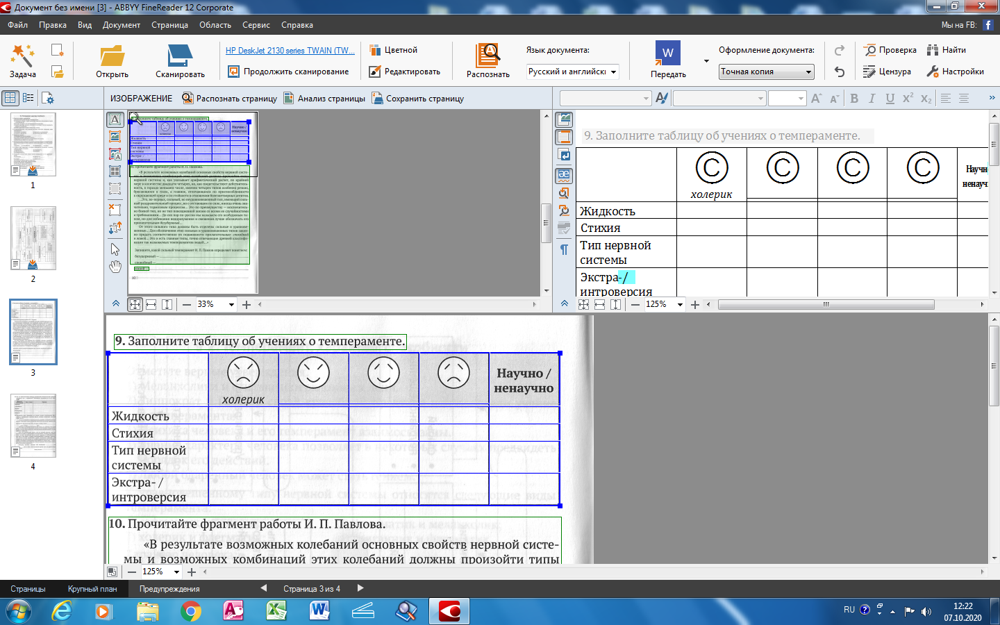 Документ без имени [3] - ABBYY FineReader 12 Corporate
Файл Правка Вид Документ Страница Область Сервис Справка Мы на FB:
Задача
Открыть
Сканировать
HP DeskJet 2130 series TWAIN (TW...
Продолжить сканирование
Цветной
Редактировать
Распознать
Язык документа:
Русский и английск
Передать
Оформление документа:
Точная копия
Проверка
Найти
Цензура
Настройки
ИЗОБРАЖЕНИЕ Распознать страницу Анализ страницы Сохранить страницу
1
2
3
4
33%
9. Заполните таблицу об учениях о темпераменте.
холерик
Научн
ненауч
Жидкость
Стихия
Тип нервной
системы
Экстра-/
интроверсия
125%
9. Заполните таблицу об учениях о темпераменте.
холерик
Научно /
ненаучно
Жидкость
Стихия
Тип нервной
системы
Экстра- /
интроверсия
10. Прочитайте фрагмент работы И. П. Павлова.
«В результате возможных колебаний основных свойств нервной систе-
мы и возможных комбинаций этих колебаний должны произойти типы
125%
Страницы Крупный план Предупреждения Страница 3 из 4
RU
12:22
07.10.2020